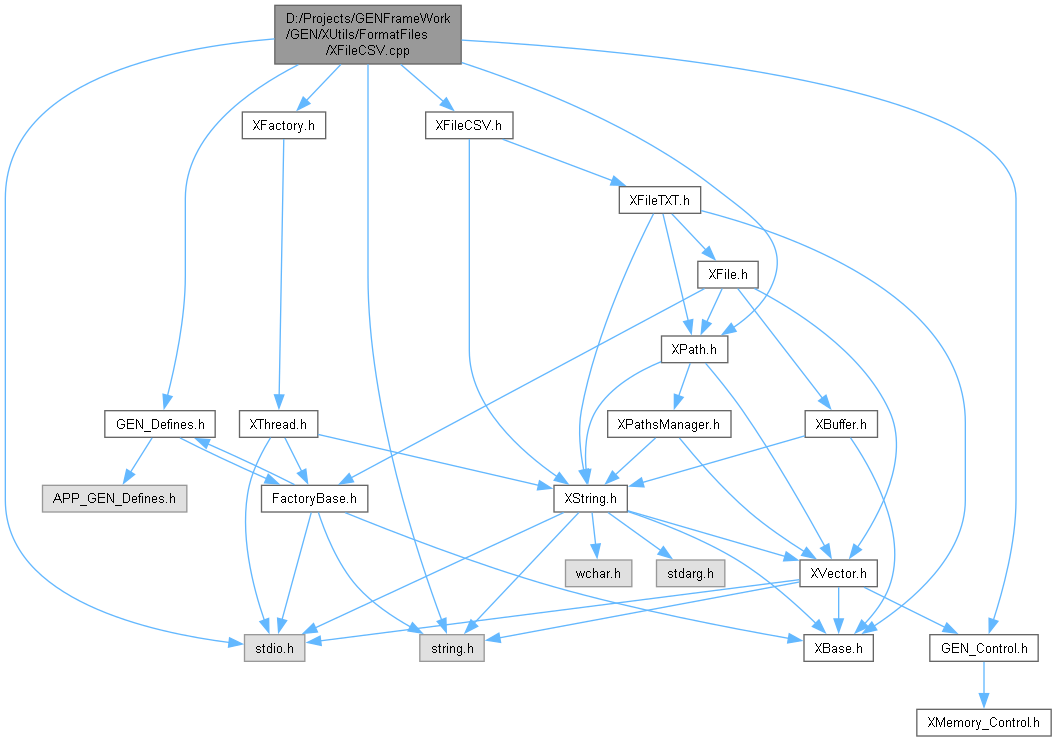 D:/Projects/GENFrameWork
/GEN/XUtils/FormatFiles
/XFileCSV.cpp
XFactory.h
XFileCSV.h
XFileTXT.h
XFile.h
XPath.h
GEN_Defines.h
XThread.h
XPathsManager.h
XBuffer.h
APP_GEN_Defines.h
FactoryBase.h
XString.h
wchar.h
stdarg.h
XVector.h
stdio.h
string.h
XBase.h
GEN_Control.h
XMemory_Control.h